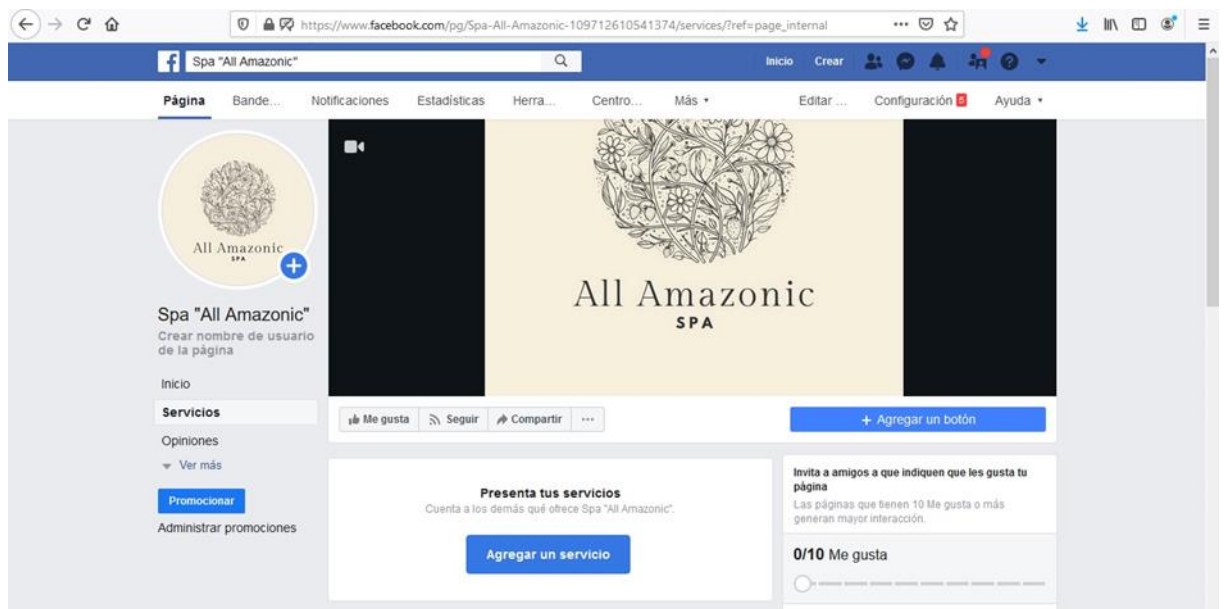 https://www.facebook.com/pg/Spa-All-Amazonic-109712610541374/services/?ref=page_internal
Spa "All Amazonic"
Inicio Crear
Página Bande... Notificaciones Estadísticas Herra... Centro... Más Editar ... Configuración 5 Ayuda
All Amazonic
SPA
All Amazonic
SPA
Spa "All Amazonic"
Crear nombre de usuario
de la página
Inicio
Servicios
Opiniones
Ver más
Promocionar
Administrar promociones
Me gusta Seguir Compartir
+ Agregar un botón
Presenta tus servicios
Cuenta a los demás qué ofrece Spa "All Amazonic".
Agregar un servicio
Invita a amigos a que indiquen que les gusta tu
página
Las páginas que tienen 10 Me gusta o más
generan mayor interacción.
0/10 Me gusta